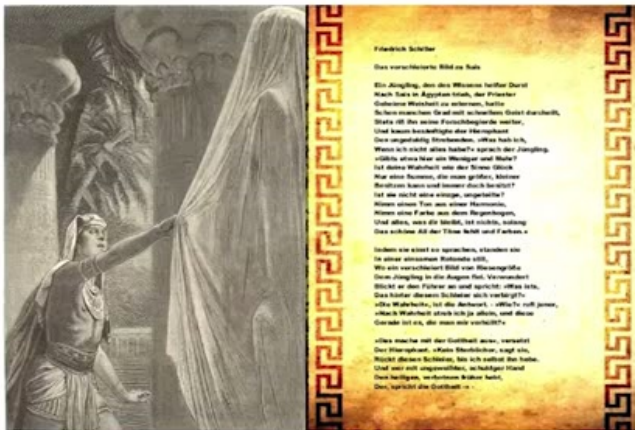 Friedrich Schiller
Das verschleierte Bild zu Sais
Ein Jüngling, den des Wissens heißer Durst
Nach Sais in Ägypten trieb, der Priester
Geheime Weisheit zu erlernen, hatte
Schon manchen Grad mit schnellem Geist durcheilt,
Stets riß ihn seine Forschbegierde weiter,
Und kaum besänftigte der Hierophant
Den ungeduldig Strebenden. »Was hab ich,
Wenn ich nicht alles habe?« sprach der Jüngling.
»Gibts etwa hier ein Weniger und Mehr?
Ist deine Wahrheit wie der Sinne Glück
Nur eine Summe, die man größer, kleiner
Besitzen kann und immer doch besitzt?
Ist sie nicht eine einzge, ungeteilte?
Nimm einen Ton aus einer Harmonie,
Nimm eine Farbe aus dem Regenbogen,
Und alles, was dir bleibt, ist nichts, solang
Das schöne All der Töne fehlt und Farben.«
Indem sie einst so sprachen, standen sie
In einer einsamen Rotonde still,
Wo ein verschleiert Bild von Riesengröße
Dem Jüngling in die Augen fiel. Verwundert
Blickt er den Führer an und spricht: »Was ists,
Das hinter diesem Schleier sich verbirgt?«
»Die Wahrheit«, ist die Antwort. - »Wie?« ruft jener,
»Nach Wahrheit streb ich ja allein, und diese
Gerade ist es, die man mir verhüllt?«
»Das mache mit der Gottheit aus«, versetzt
Der Hierophant. »Kein Sterblicher, sagt sie,
Rückt diesen Schleier, bis ich selbst ihn hebe.
Und wer mit ungeweihter, schuldger Hand
Den heiligen, verbotnen früher hebt,
Der, spricht die Gottheit -« -